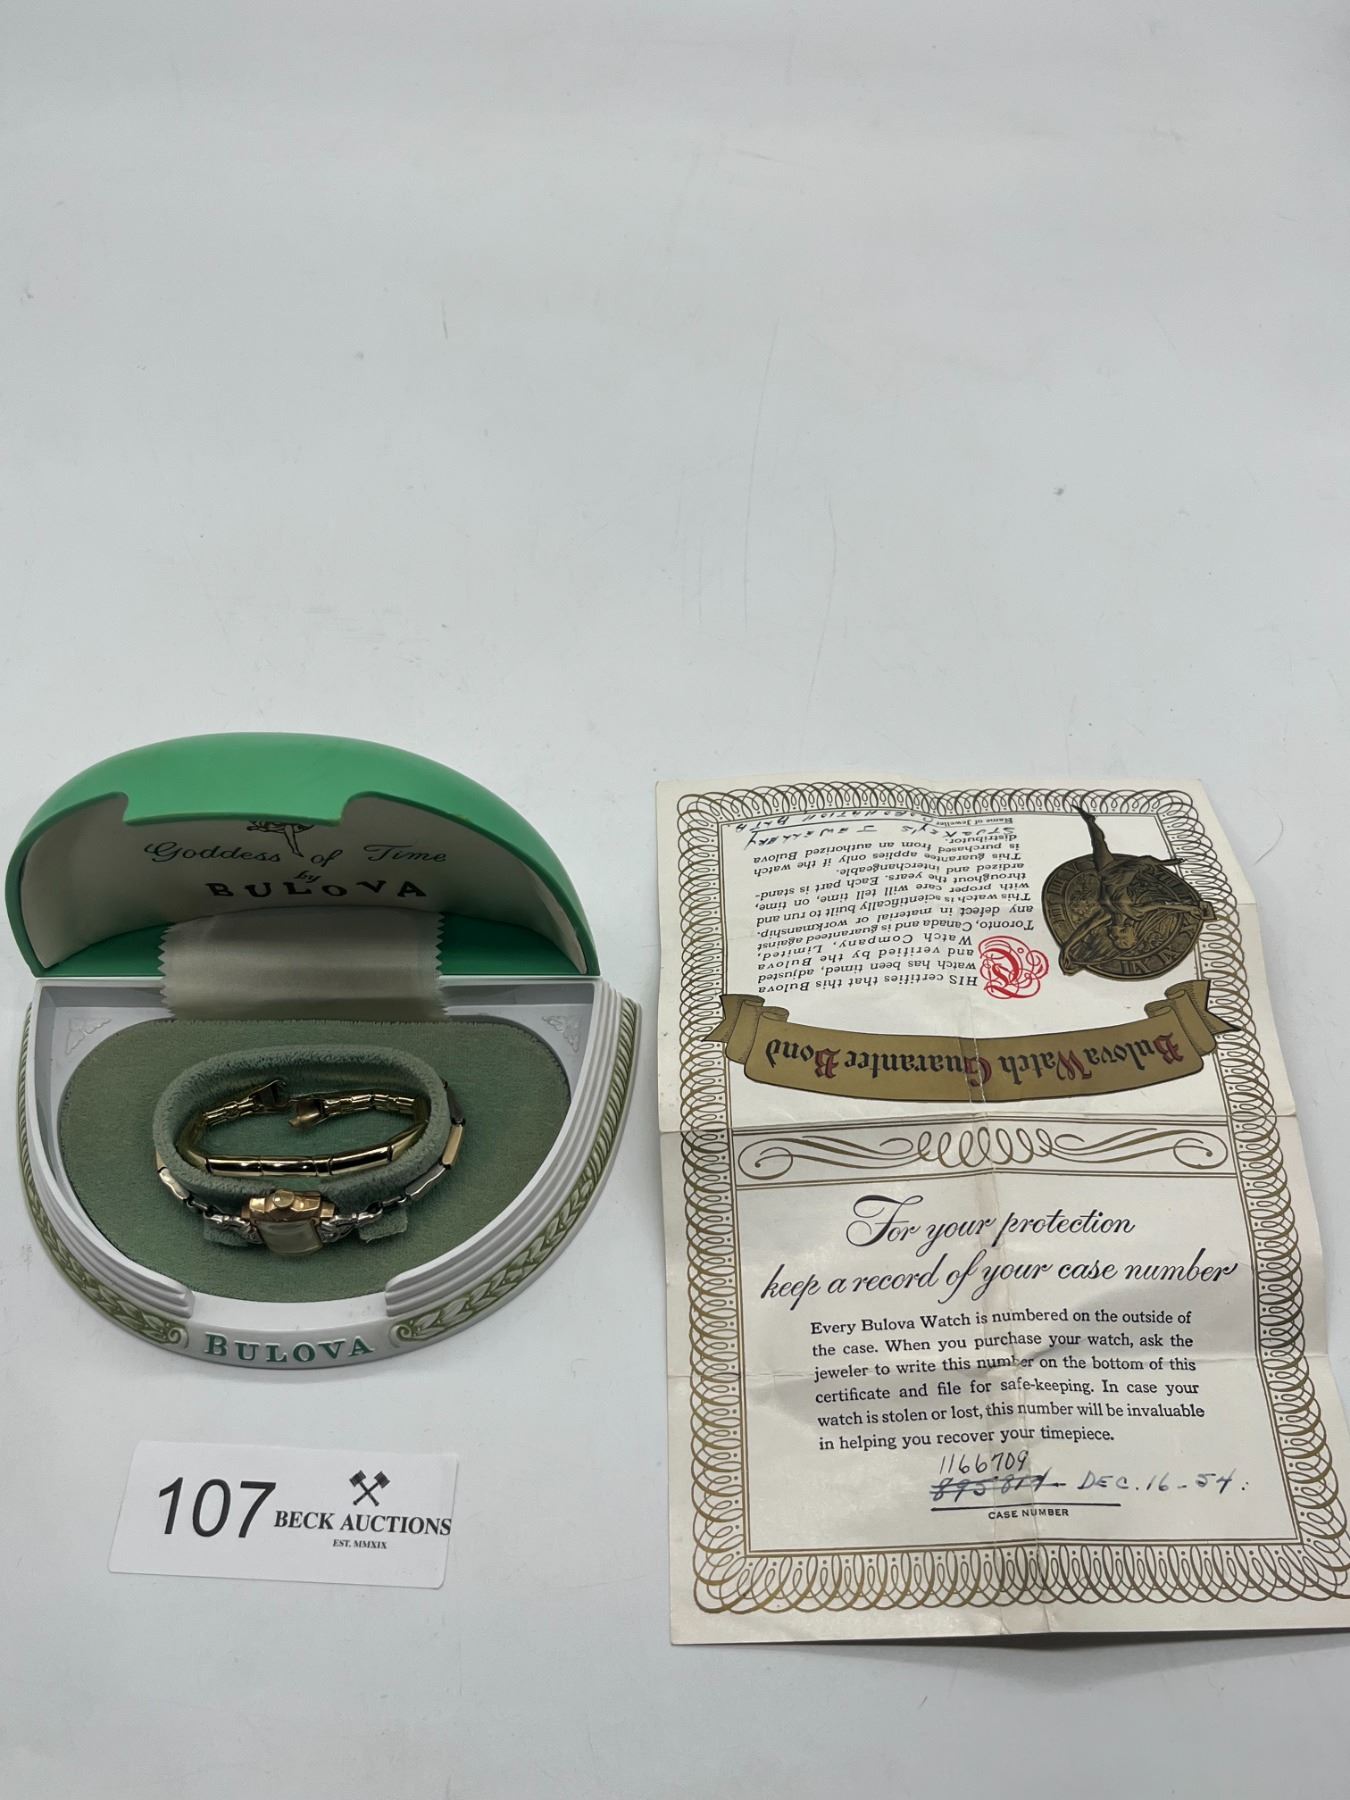 Goddess of Time
by
BULOVA
BULOVA
107
BECK AUCTIONS
EST. MMXIX
Bulova Watch Guarantee Bond
THIS certifies that this Bulova
watch has been timed, adjusted
and verified by the Bulova
Watch Company, Limited,
Toronto, Canada and is guaranteed against
any defect in material or workmanship.
This watch is scientifically built to run and
with proper care will tell time, on time,
throughout the years. Each part is stand-
ardized and interchangeable.
This guarantee applies only if the watch
is purchased from an authorized Bulova
distributor.
STUCKEY'S JEWELLERY
Name of Jeweller CORONATION ALTA
For your protection
keep a record of your case number
Every Bulova Watch is numbered on the outside of
the case. When you purchase your watch, ask the
jeweler to write this number on the bottom of this
certificate and file for safe-keeping. In case your
watch is stolen or lost, this number will be invaluable
in helping you recover your timepiece.
1166709
DEC. 16 - 54.
CASE NUMBER